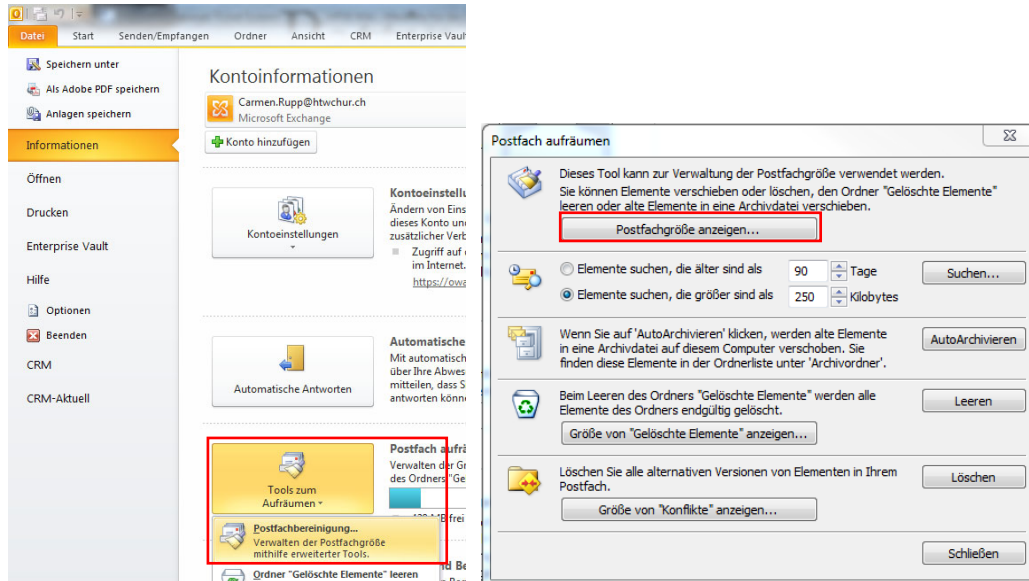 Datei Start Senden/Empfangen Ordner Ansicht CRM Enterprise Vault
Speichern unter
Als Adobe PDF speichern
Anlagen speichern
Informationen
Öffnen
Drucken
Enterprise Vault
Hilfe
Optionen
Beenden
CRM
CRM-Aktuell
Kontoinformationen
Carmen.Rupp@htwchur.ch
Microsoft Exchange
Konto hinzufügen
Kontoeinstellungen
Kontoeinstellu
Ändern von Eins
dieses Konto un
zusätzlicher Verb
Zugriff auf
im Internet.
https://owa
Automatische Antworten
Automatische
Mit automatisch
über Ihre Abwes
mitteilen, dass S
antworten könn
Tools zum
Aufräumen
Postfach aufrä
Verwalten der Gr
des Ordners "Ge
MB frei
Postfachbereinigung...
Verwalten der Postfachgröße
mithilfe erweiterter Tools.
Ordner "Gelöschte Elemente" leeren
Postfach aufräumen
Dieses Tool kann zur Verwaltung der Postfachgröße verwendet werden.
Sie können Elemente verschieben oder löschen, den Ordner "Gelöschte Elemente"
leeren oder alte Elemente in eine Archivdatei verschieben.
Postfachgröße anzeigen...
Elemente suchen, die älter sind als 90 Tage
Suchen...
Elemente suchen, die größer sind als 250 Kilobytes
Wenn Sie auf 'AutoArchivieren' klicken, werden alte Elemente
in eine Archivdatei auf diesem Computer verschoben. Sie
finden diese Elemente in der Ordnerliste unter 'Archivordner'.
AutoArchivieren
Beim Leeren des Ordners "Gelöschte Elemente" werden alle
Elemente des Ordners endgültig gelöscht.
Leeren
Größe von "Gelöschte Elemente" anzeigen...
Löschen Sie alle alternativen Versionen von Elementen in Ihrem
Postfach.
Löschen
Größe von "Konflikte" anzeigen...
Schließen